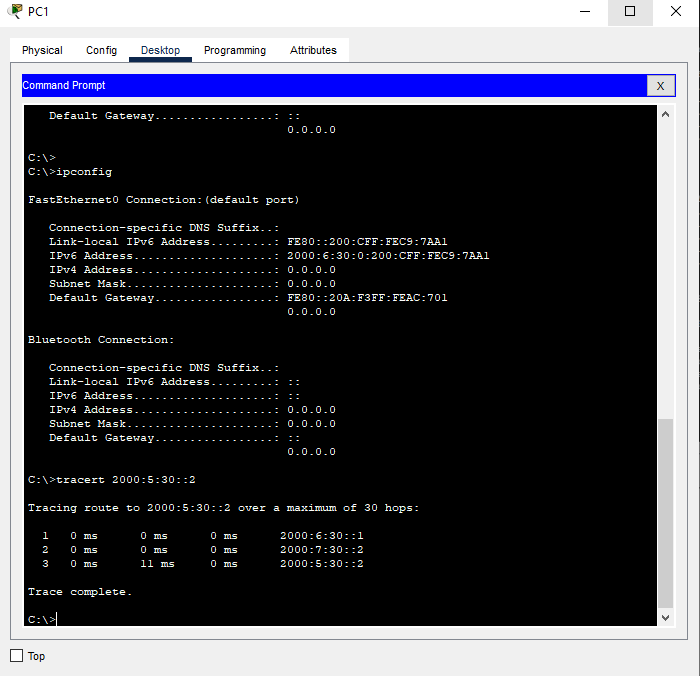 PC1
Physical Config Desktop Programming Attributes
Command Prompt X
Default Gateway.................: ::
0.0.0.0
C:\>
C:\>ipconfig
FastEthernet0 Connection:(default port)
Connection-specific DNS Suffix..:
Link-local IPv6 Address.........: FE80::200:CFF:FEC9:7AA1
IPv6 Address....................: 2000:6:30:0:200:CFF:FEC9:7AA1
IPv4 Address....................: 0.0.0.0
Subnet Mask.....................: 0.0.0.0
Default Gateway.................: FE80::20A:F3FF:FEAC:701
0.0.0.0
Bluetooth Connection:
Connection-specific DNS Suffix..:
Link-local IPv6 Address.........: ::
IPv6 Address....................: ::
IPv4 Address....................: 0.0.0.0
Subnet Mask.....................: 0.0.0.0
Default Gateway.................: ::
0.0.0.0
C:\>tracert 2000:5:30::2
Tracing route to 2000:5:30::2 over a maximum of 30 hops:
1 0 ms 0 ms 0 ms 2000:6:30::1
2 0 ms 0 ms 0 ms 2000:7:30::2
3 0 ms 11 ms 0 ms 2000:5:30::2
Trace complete.
C:\>
Top